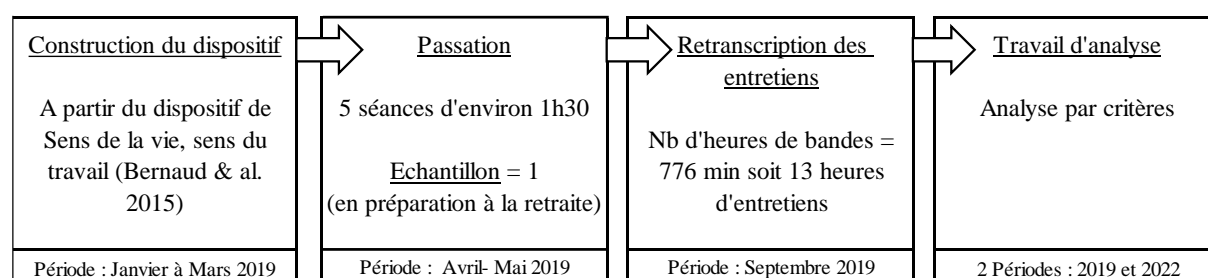 Construction du dispositif
A partir du dispositif de
Sens de la vie, sens du
travail (Bernaud & al.
2015)
Période : Janvier à Mars 2019
Passation
5 séances d'environ 1h30
Echantillon = 1
(en préparation à la retraite)
Période : Avril- Mai 2019
Retranscription des
entretiens
Nb d'heures de bandes =
776 min soit 13 heures
d'entretiens
Période : Septembre 2019
Travail d'analyse
Analyse par critères
2 Périodes : 2019 et 2022